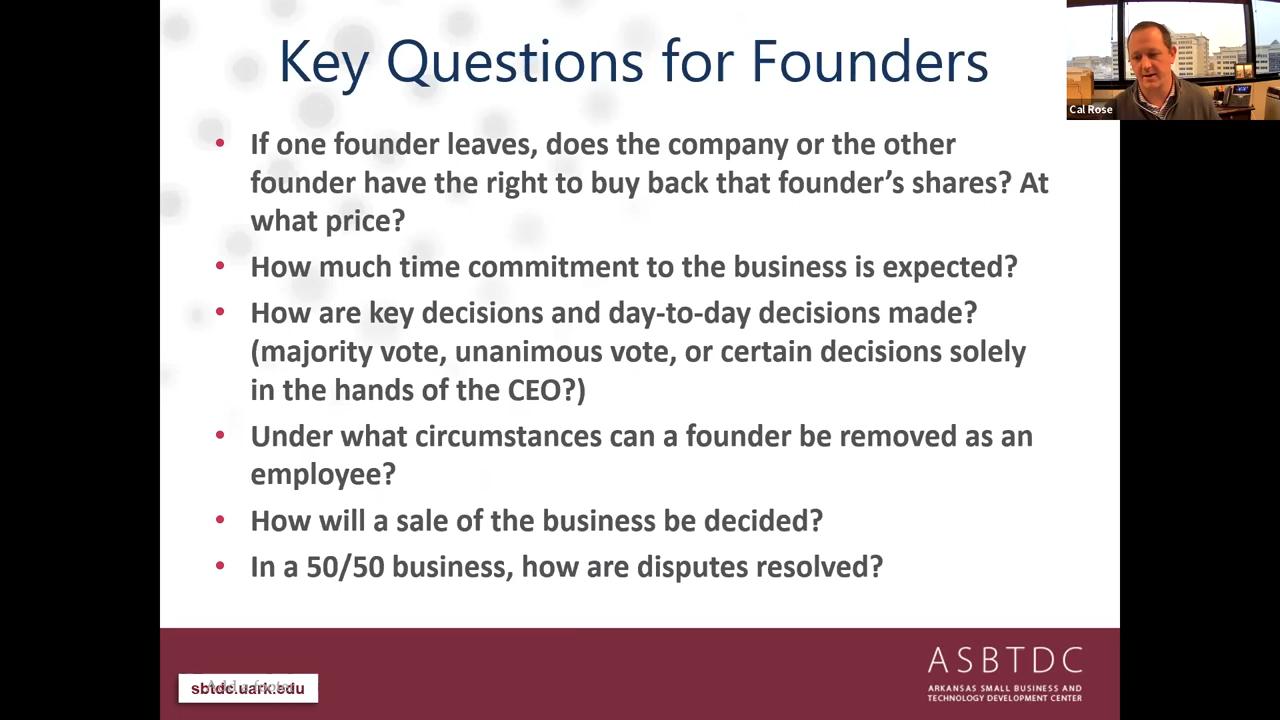 Key Questions for Founders
Cal Rose
• If one founder leaves, does the company or the other
founder have the right to buy back that founder’s shares? At
what price?
• How much time commitment to the business is expected?
• How are key decisions and day-to-day decisions made?
(majority vote, unanimous vote, or certain decisions solely
in the hands of the CEO?)
• Under what circumstances can a founder be removed as an
employee?
• How will a sale of the business be decided?
• In a 50/50 business, how are disputes resolved?
sbtdc.uark.edu
Add a footer
ASBTDC
ARKANSAS SMALL BUSINESS AND
TECHNOLOGY DEVELOPMENT CENTER